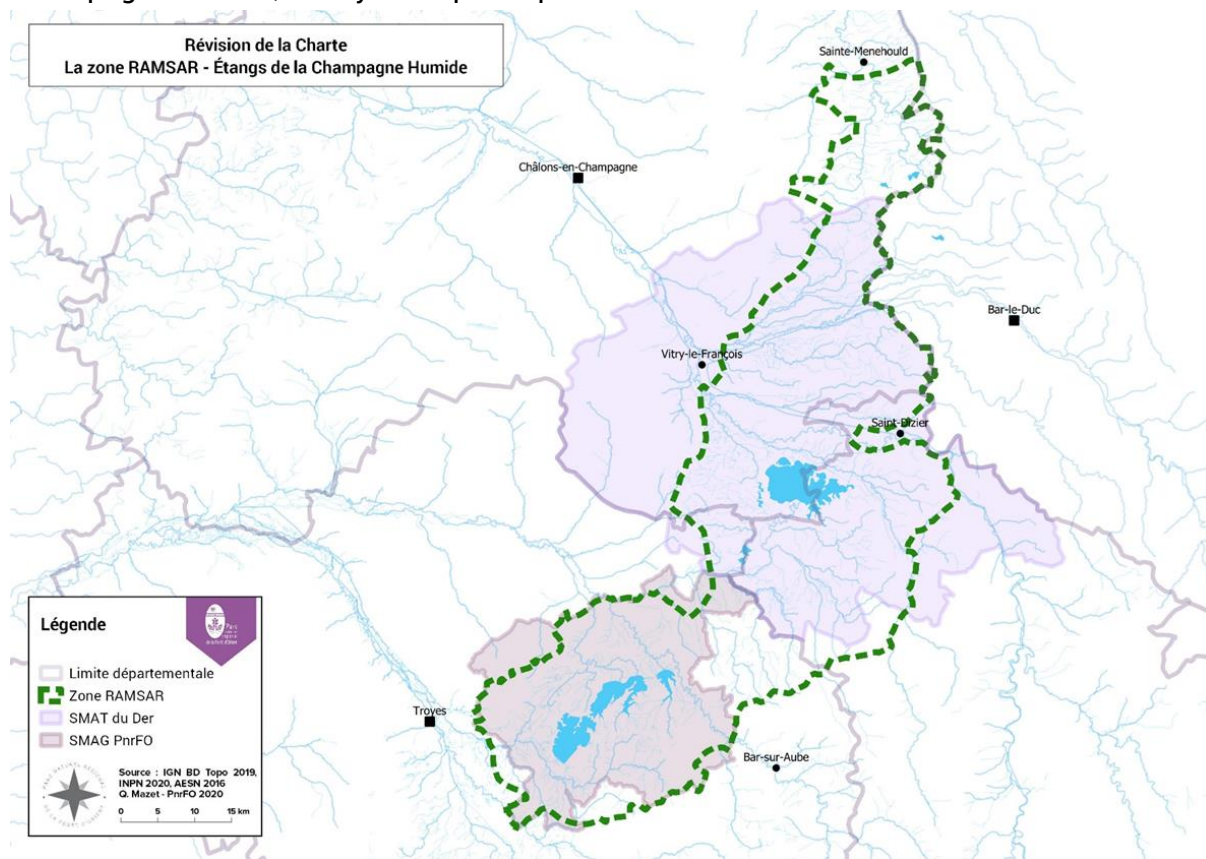 Révision de la Charte
La zone RAMSAR - Étangs de la Champagne Humide
Sainte-Menehould
Châlons-en-Champagne
Bar-le-Duc
Vitry-le-François
Saint-Dizier
Troyes
Bar-sur-Aube
Légende
Parc
Limite départementale
Zone RAMSAR
SMAT du Der
SMAG PnrFO
Source : IGN BD Topo 2019,
INPN 2020, AESN 2016
Q. Mazet - PnrFO 2020
0 5 10 15 km